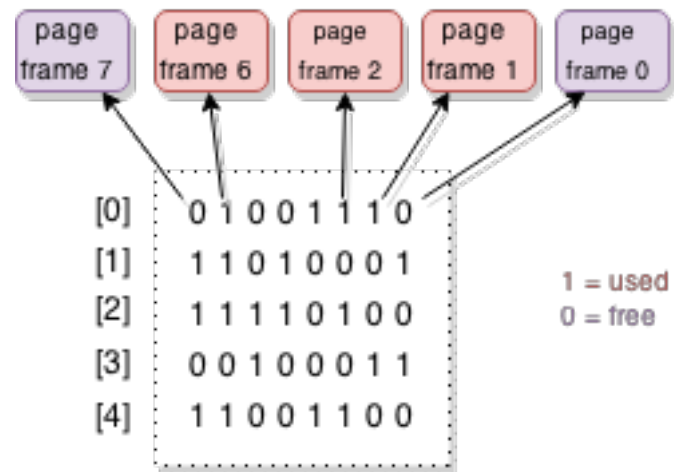 page frame 7
page frame 6
page frame 2
page frame 1
page frame 0
[0] 0 1 0 0 1 1 1 0
[1] 1 1 0 1 0 0 0 1
[2] 1 1 1 1 0 1 0 0
[3] 0 0 1 0 0 0 1 1
[4] 1 1 0 0 1 1 0 0
1 = used
0 = free